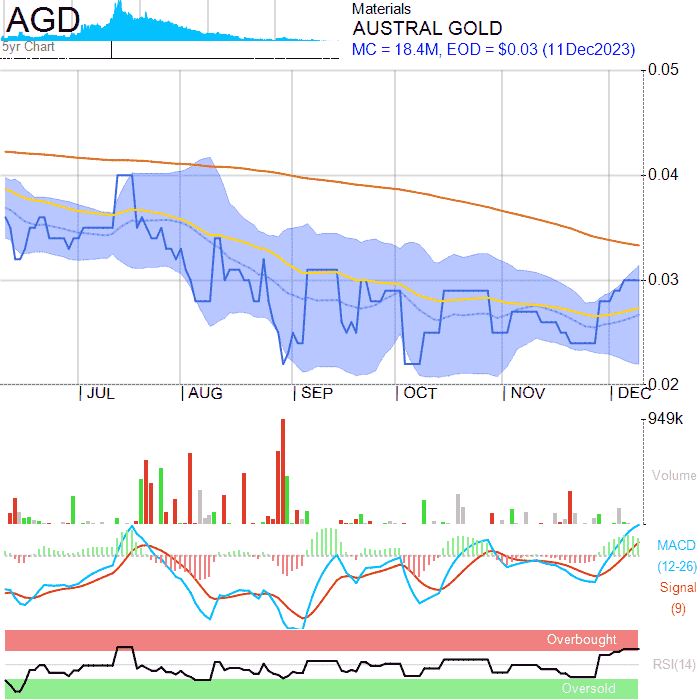 AGD
5yr Chart
Materials
AUSTRAL GOLD
MC = 18.4M, EOD = $0.03 (11Dec2023)
0.05
0.04
0.03
0.02
JUL AUG SEP OCT NOV DEC
949k
Volume
MACD
(12-26)
Signal
(9)
Overbought
RSI(14)
Oversold